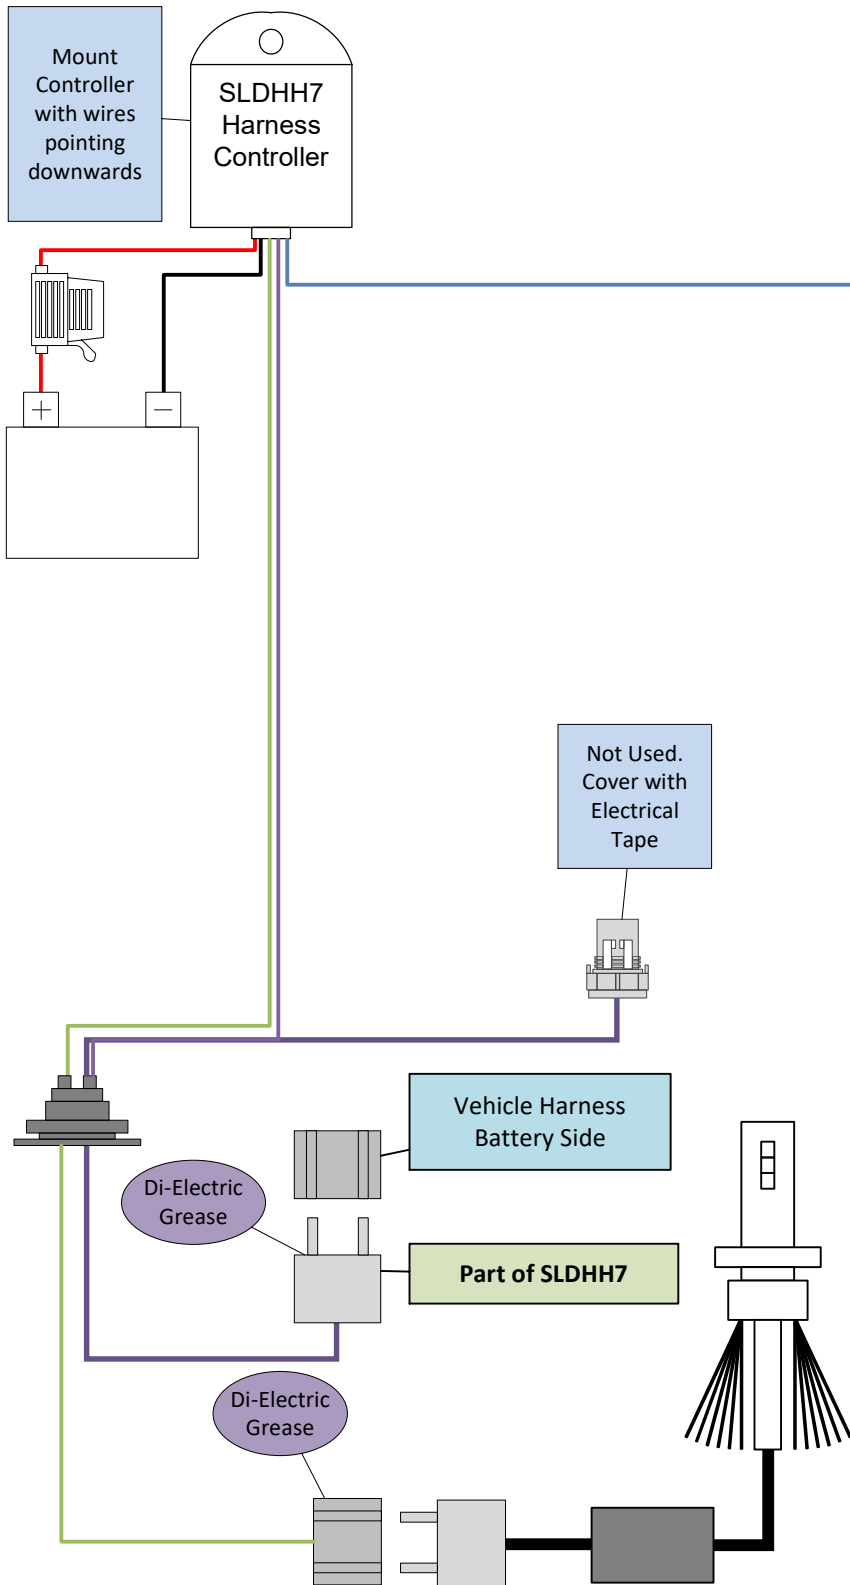 Mount
Controller
with wires
pointing
downwards
SLDHH7
Harness
Controller
+
−
Not Used.
Cover with
Electrical
Tape
Vehicle Harness
Battery Side
Di-Electric
Grease
Part of SLDHH7
Di-Electric
Grease